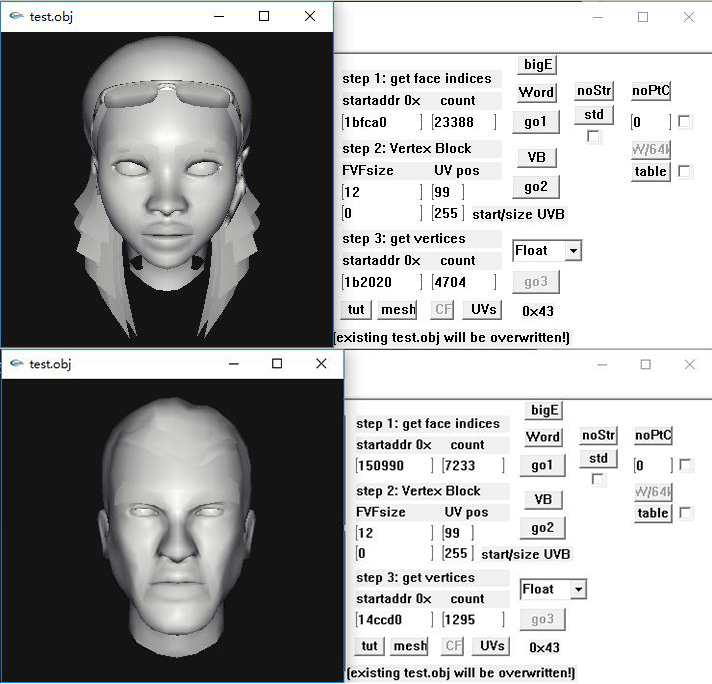 test.obj
bigE
step 1: get face indices
startaddr 0x count
Word noStr noPtC
[1bfca0 ] [23388 ] go1 std [0 ]
step 2: Vertex Block
FVFsize UV pos
VB W/64k
[12 ] [99 ] go2 table
[0 ] [255 ] start/size UVB
step 3: get vertices
startaddr 0x count
Float
[1b2020 ] [4704 ] go3
tut mesh CF UVs 0x43
(existing test.obj will be overwritten!)
test.obj
bigE
step 1: get face indices
startaddr 0x count
Word noStr noPtC
[150990 ] [7233 ] go1 std [0 ]
step 2: Vertex Block
FVFsize UV pos
VB W/64k
[12 ] [99 ] go2 table
[0 ] [255 ] start/size UVB
step 3: get vertices
startaddr 0x count
Float
[14ccd0 ] [1295 ] go3
tut mesh CF UVs 0x43
(existing test.obj will be overwritten!)